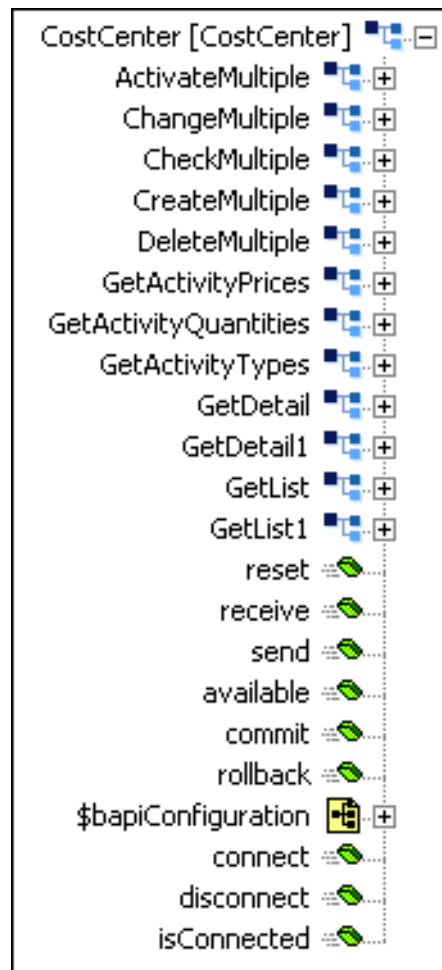 CostCenter [CostCenter]
ActivateMultiple
ChangeMultiple
CheckMultiple
CreateMultiple
DeleteMultiple
GetActivityPrices
GetActivityQuantities
GetActivityTypes
GetDetail
GetDetail1
GetList
GetList1
reset
receive
send
available
commit
rollback
$bapiConfiguration
connect
disconnect
isConnected